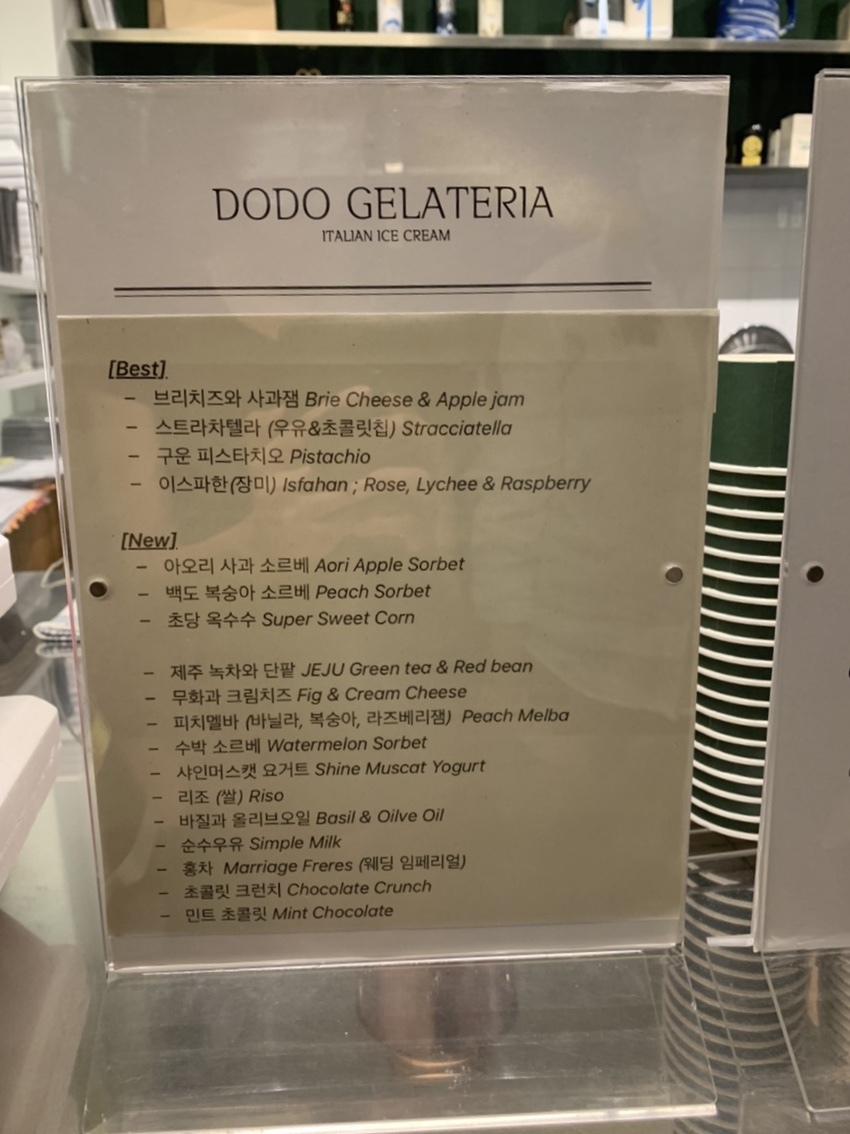 DODO GELATERIA
ITALIAN ICE CREAM
[Best]
– 브리치즈와 사과잼 Brie Cheese & Apple jam
– 스트라차텔라 (우유&초콜릿칩) Stracciatella
– 구운 피스타치오 Pistachio
– 이스파한(장미) Isfahan ; Rose, Lychee & Raspberry
[New]
– 아오리 사과 소르베 Aori Apple Sorbet
– 백도 복숭아 소르베 Peach Sorbet
– 초당 옥수수 Super Sweet Corn
– 제주 녹차와 단팥 JEJU Green tea & Red bean
– 무화과 크림치즈 Fig & Cream Cheese
– 피치멜바 (바닐라, 복숭아, 라즈베리잼) Peach Melba
– 수박 소르베 Watermelon Sorbet
– 샤인머스캣 요거트 Shine Muscat Yogurt
– 리조 (쌀) Riso
– 바질과 올리브오일 Basil & Oilve Oil
– 순수우유 Simple Milk
– 홍차 Marriage Freres (웨딩 임페리얼)
– 초콜릿 크런치 Chocolate Crunch
– 민트 초콜릿 Mint Chocolate